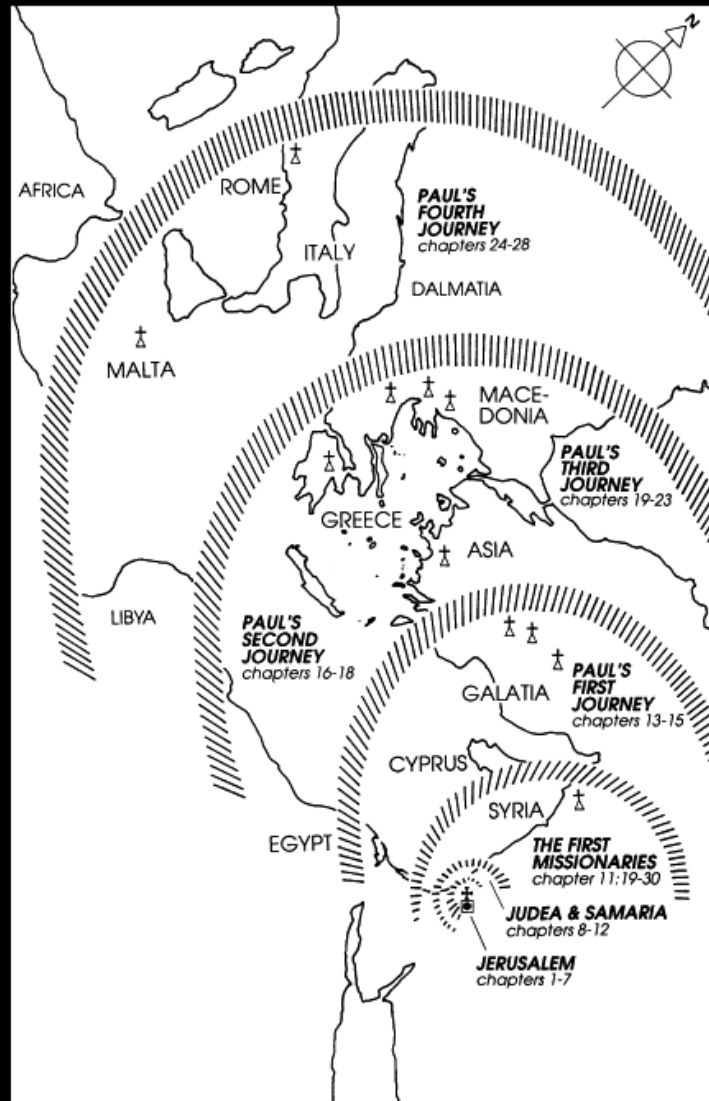 N
AFRICA
ROME
PAUL'S
FOURTH
JOURNEY
chapters 24-28
ITALY
DALMATIA
MALTA
MACE-
DONIA
PAUL'S
THIRD
JOURNEY
chapters 19-23
GREECE
ASIA
LIBYA
PAUL'S
SECOND
JOURNEY
chapters 16-18
GALATIA
PAUL'S
FIRST
JOURNEY
chapters 13-15
CYPRUS
SYRIA
EGYPT
THE FIRST
MISSIONARIES
chapter 11:19-30
JUDEA & SAMARIA
chapters 8-12
JERUSALEM
chapters 1-7